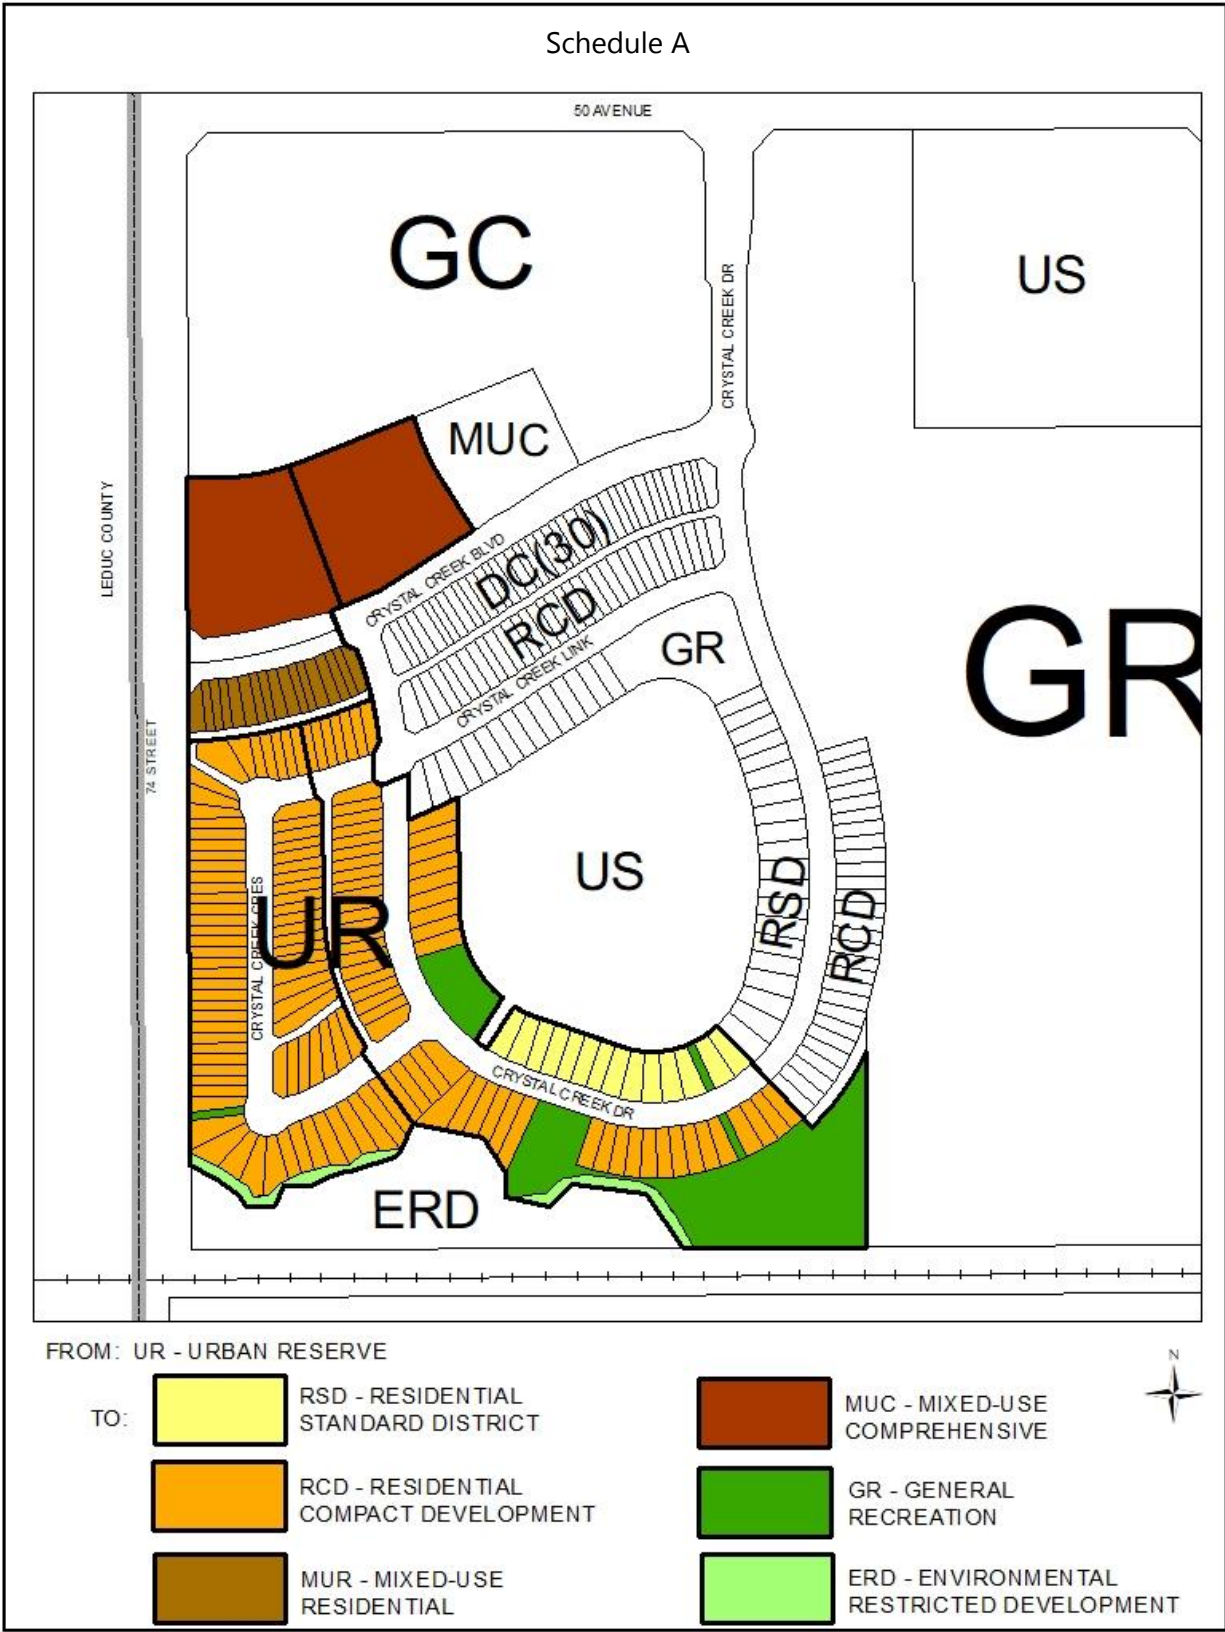 Schedule A
50 AVENUE
GC
US
CRYSTAL CREEK DR
MUC
LEDUC COUNTY
CRYSTAL CREEK BLVD
DC(30)
RCD
CRYSTAL CREEK LINK
GR
GR
74 STREET
US
RSD
RCD
UR
CRYSTAL CREEK CRES
CRYSTAL CREEK DR
ERD
FROM: UR - URBAN RESERVE
N
TO:
RSD - RESIDENTIAL
STANDARD DISTRICT
MUC - MIXED-USE
COMPREHENSIVE
RCD - RESIDENTIAL
COMPACT DEVELOPMENT
GR - GENERAL
RECREATION
MUR - MIXED-USE
RESIDENTIAL
ERD - ENVIRONMENTAL
RESTRICTED DEVELOPMENT